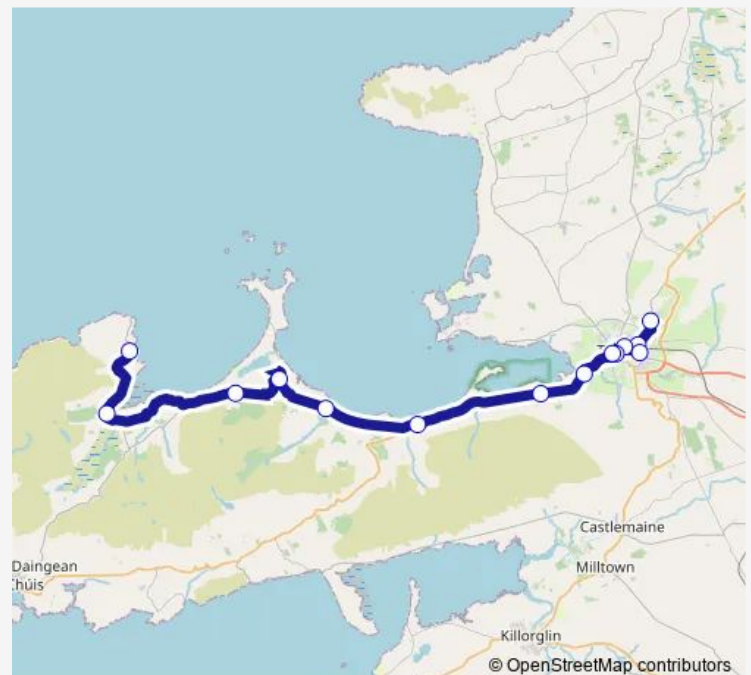 Castlemaine
Daingean
Milltown
Chúis
Killorglin
© OpenStreetMap contributors